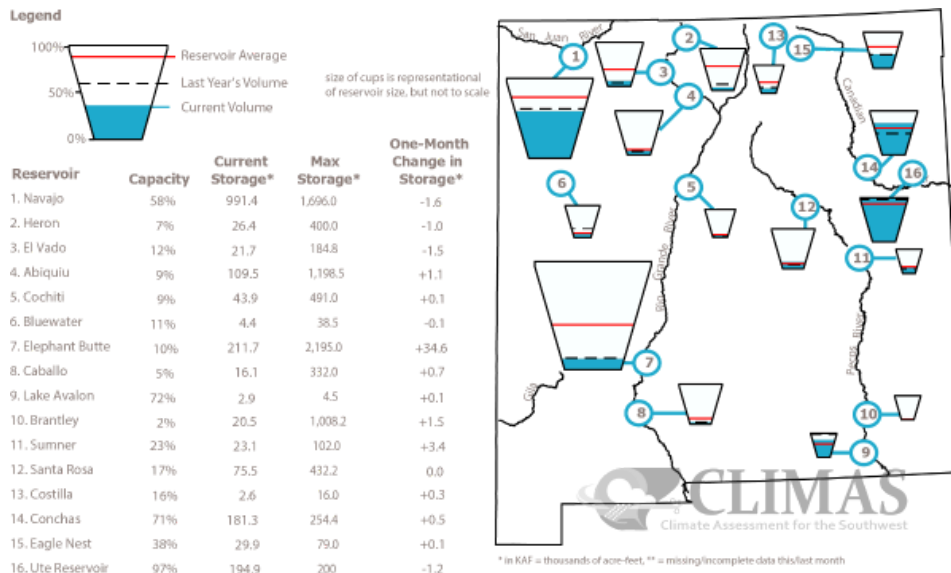 Legend
100%
50%
0%
Reservoir Average
Last Year's Volume
Current Volume
size of cups is representational
of reservoir size, but not to scale
Reservoir Capacity Current Storage* Max Storage* One-Month Change in Storage*
1. Navajo 58% 991.4 1,696.0 -1.6
2. Heron 7% 26.4 400.0 -1.0
3. El Vado 12% 21.7 184.8 -1.5
4. Abiquiu 9% 109.5 1,198.5 +1.1
5. Cochiti 9% 43.9 491.0 +0.1
6. Bluewater 11% 4.4 38.5 -0.1
7. Elephant Butte 10% 211.7 2,195.0 +34.6
8. Caballo 5% 16.1 332.0 +0.7
9. Lake Avalon 72% 2.9 4.5 +0.1
10. Brantley 2% 20.5 1,008.2 +1.5
11. Sumner 23% 23.1 102.0 +3.4
12. Santa Rosa 17% 75.5 432.2 0.0
13. Costilla 16% 2.6 16.0 +0.3
14. Conchas 71% 181.3 254.4 +0.5
15. Eagle Nest 38% 29.9 79.0 +0.1
16. Ute Reservoir 97% 194.9 200 -1.2
San Juan River
1
2
3
4
13
15
Canadian
14
16
6
5
12
Rio Grande River
11
Pecos River
7
Gila
8
10
9
CLIMAS
Climate Assessment for the Southwest
* in KAF = thousands of acre-feet, ** = missing/incomplete data this/last month